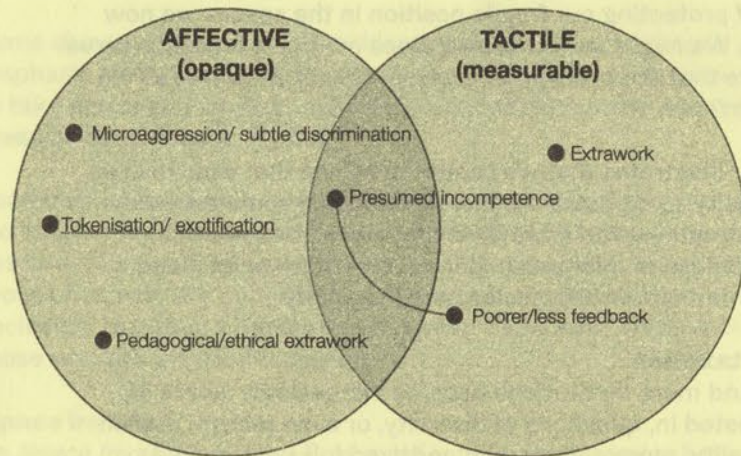 AFFECTIVE
(opaque)
TACTILE
(measurable)
Microaggression/ subtle discrimination
Extrawork
Presumed incompetence
Tokenisation/ exotification
Poorer/less feedback
Pedagogical/ethical extrawork